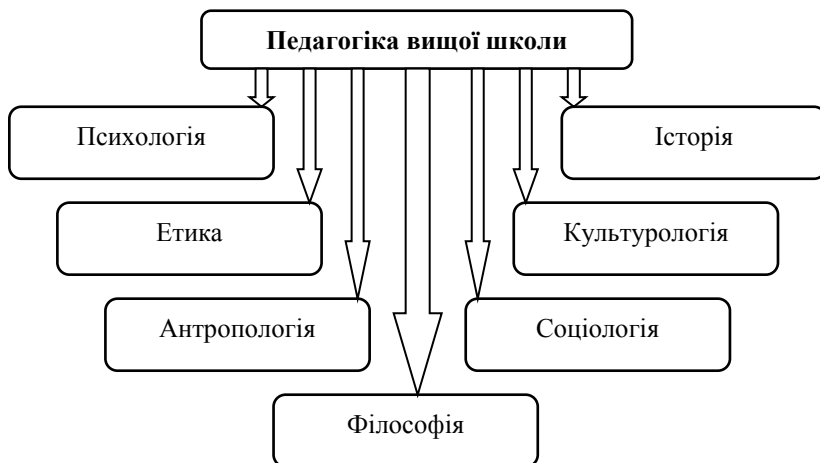 Педагогіка вищої школи
Психологія
Історія
Етика
Культурологія
Антропологія
Соціологія
Філософія